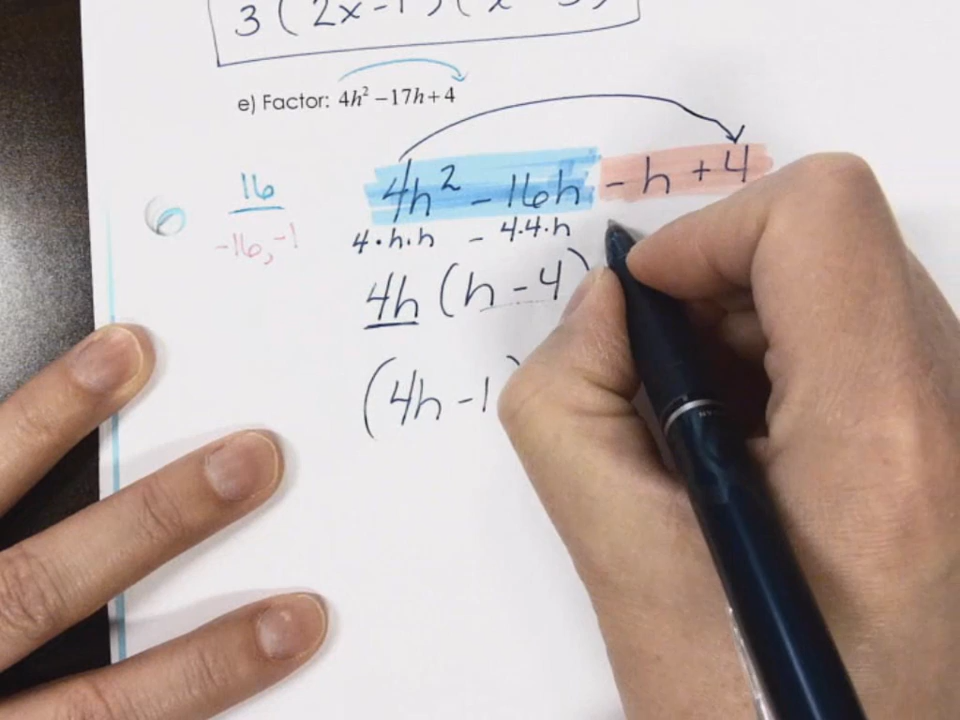 3(2x-1)(x
e) Factor: 4h² −17h+4
16
-16,-1
4h² - 16h - h + 4
4·h·h - 4·4·h
4h(h-4)
(4h-1)